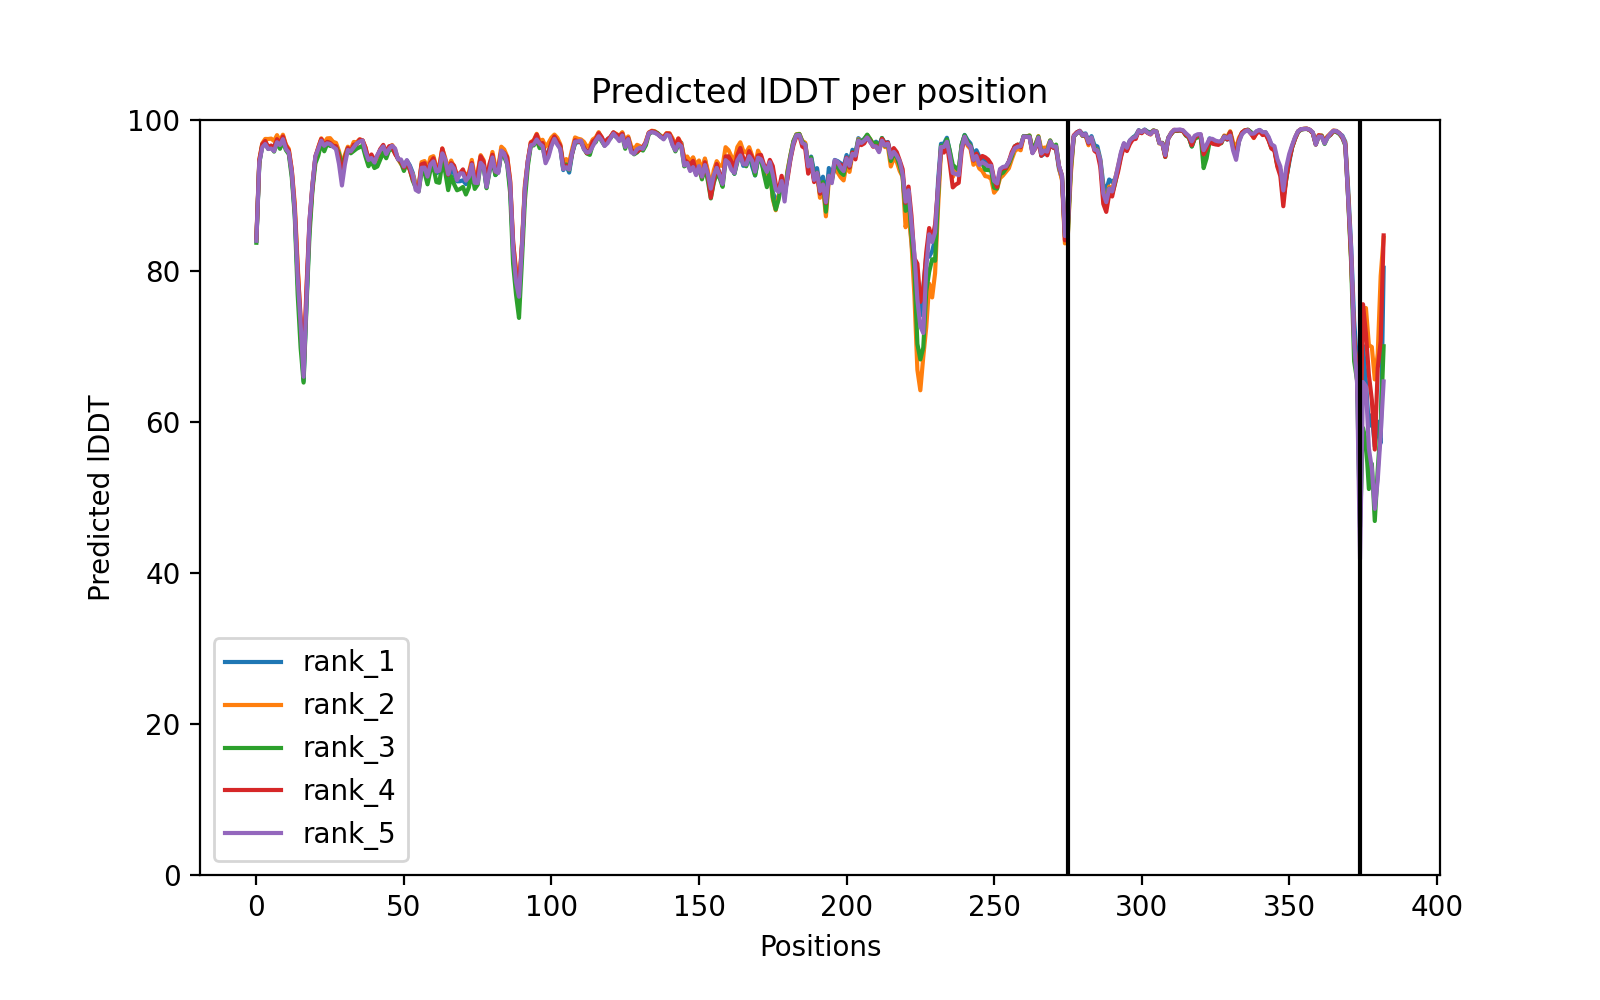 Predicted lDDT per position
100
80
60
40
20
0
Predicted lDDT
rank_1
rank_2
rank_3
rank_4
rank_5
0 50 100 150 200 250 300 350 400
Positions